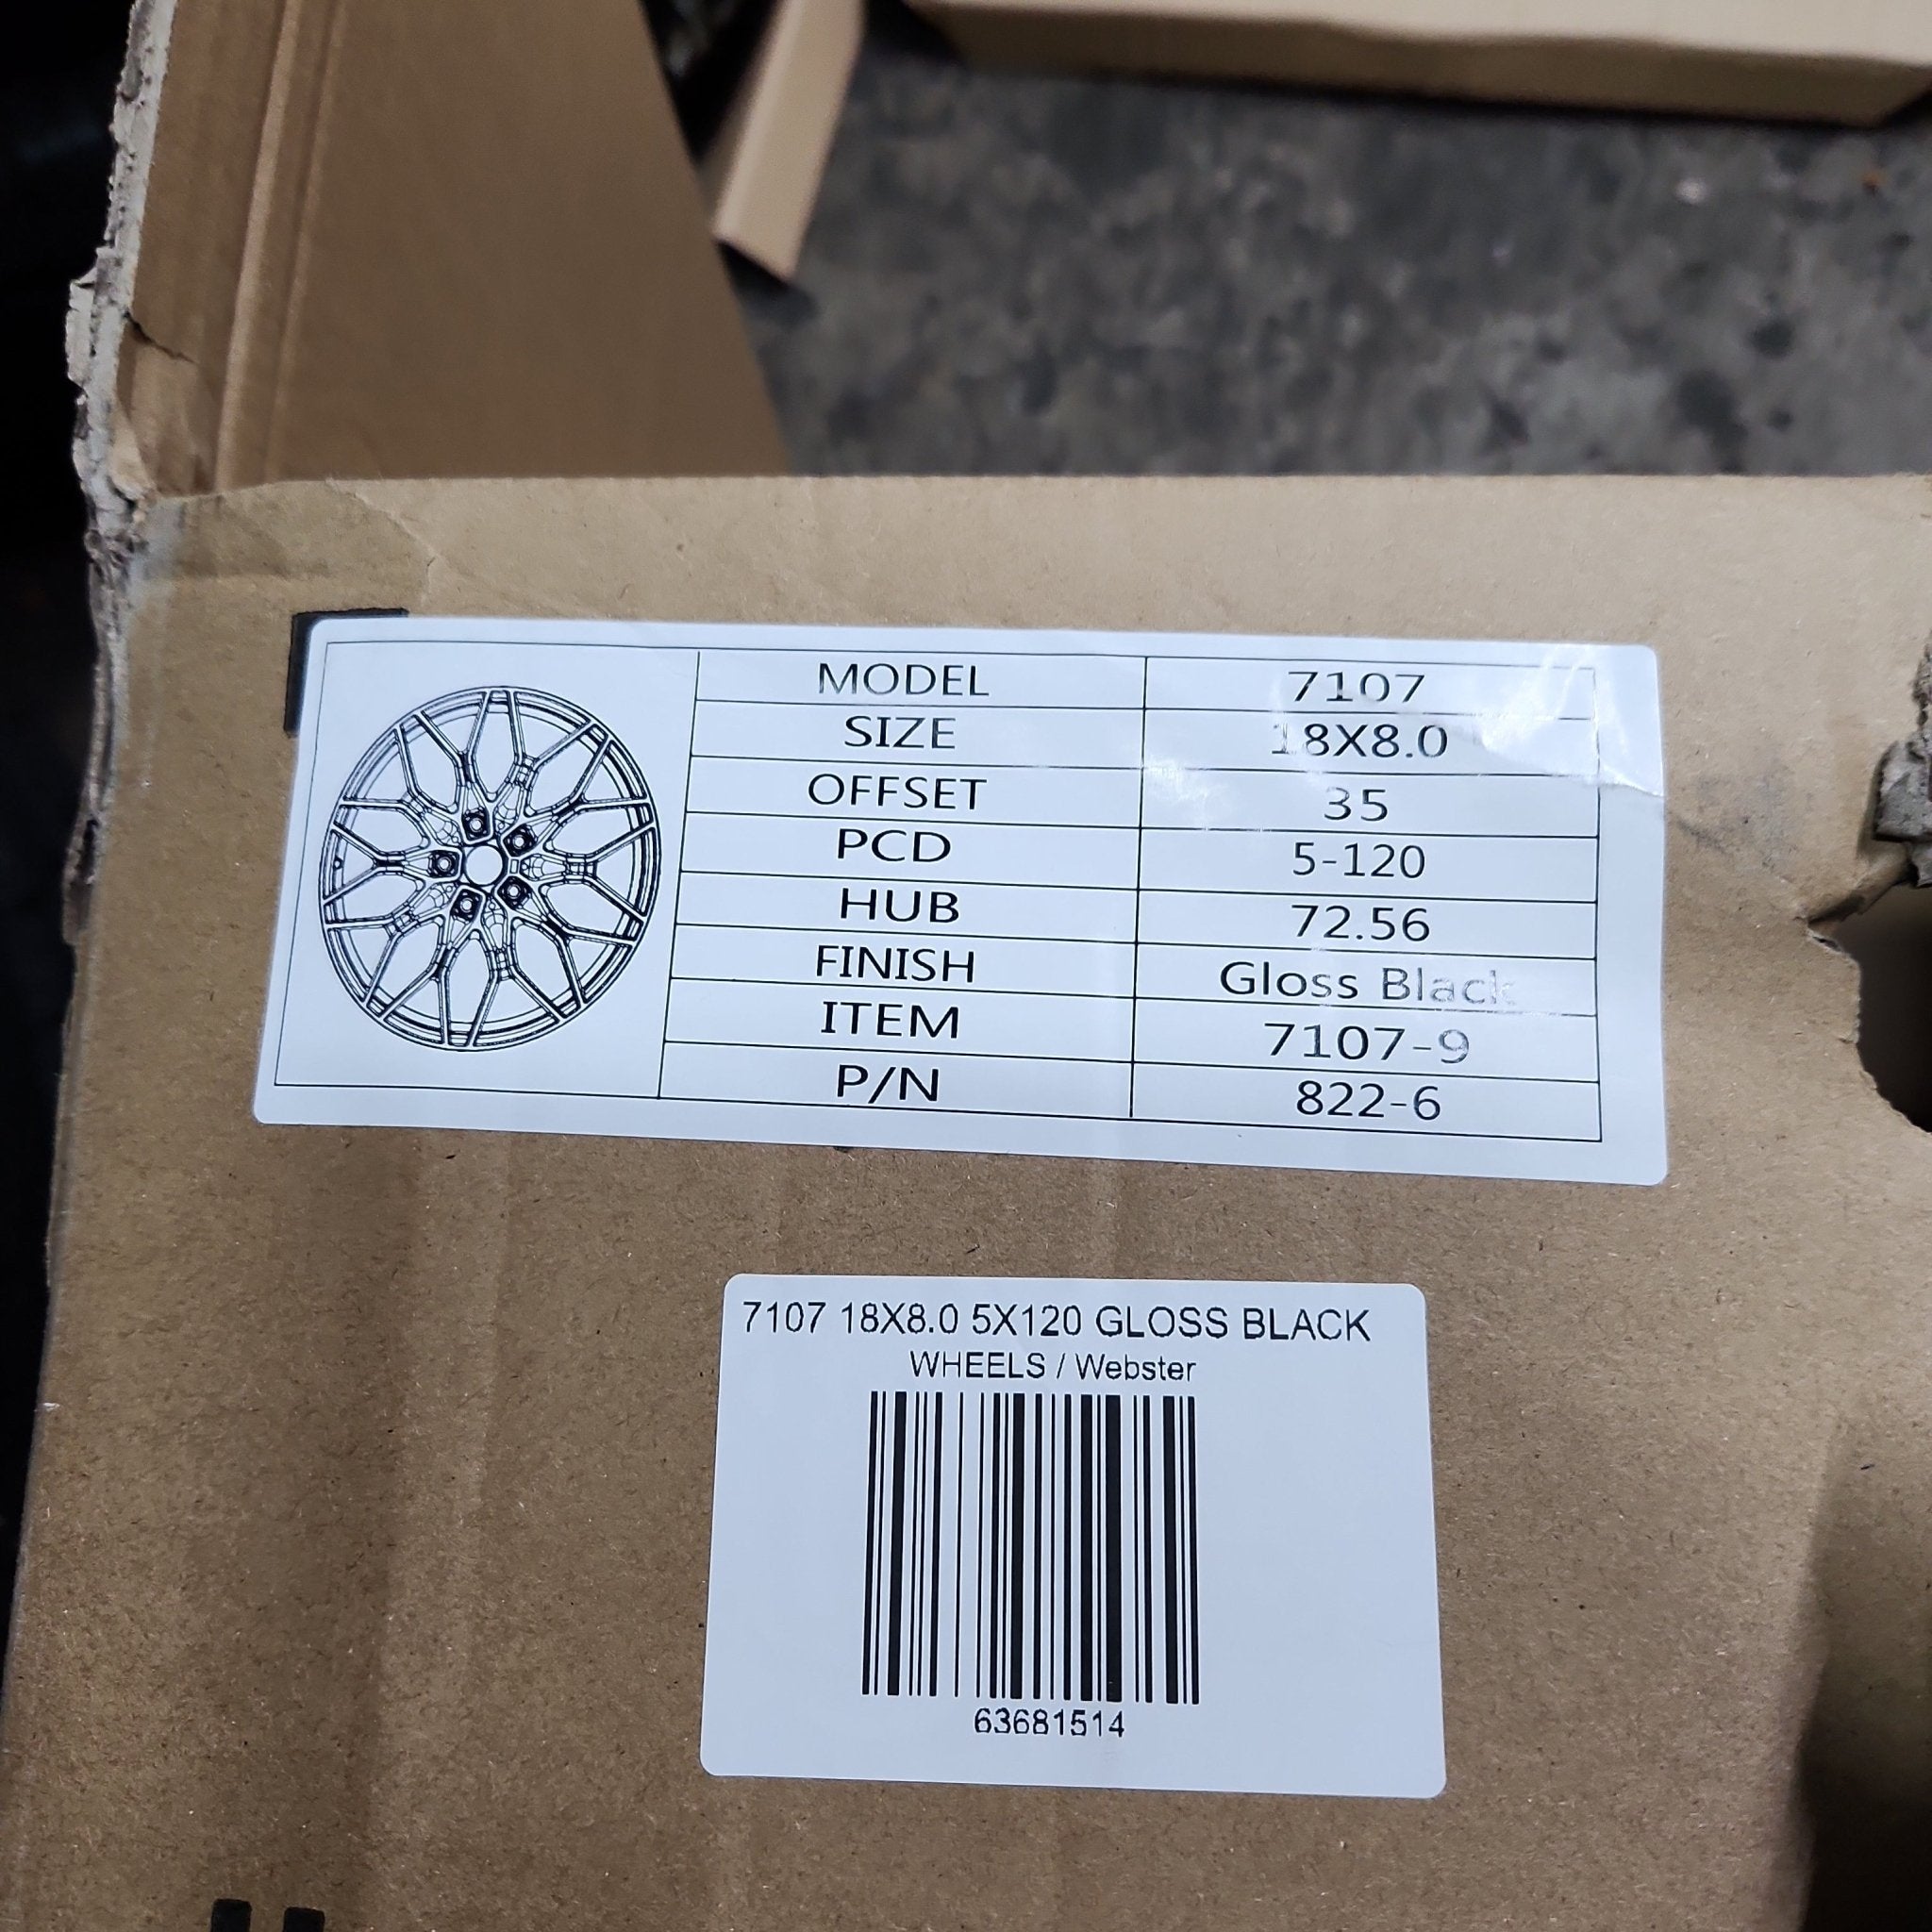 MODEL 7107
SIZE 18X8.0
OFFSET 35
PCD 5-120
HUB 72.56
FINISH Gloss Black
ITEM 7107-9
P/N 822-6
7107 18X8.0 5X120 GLOSS BLACK
WHEELS / Webster
63681514